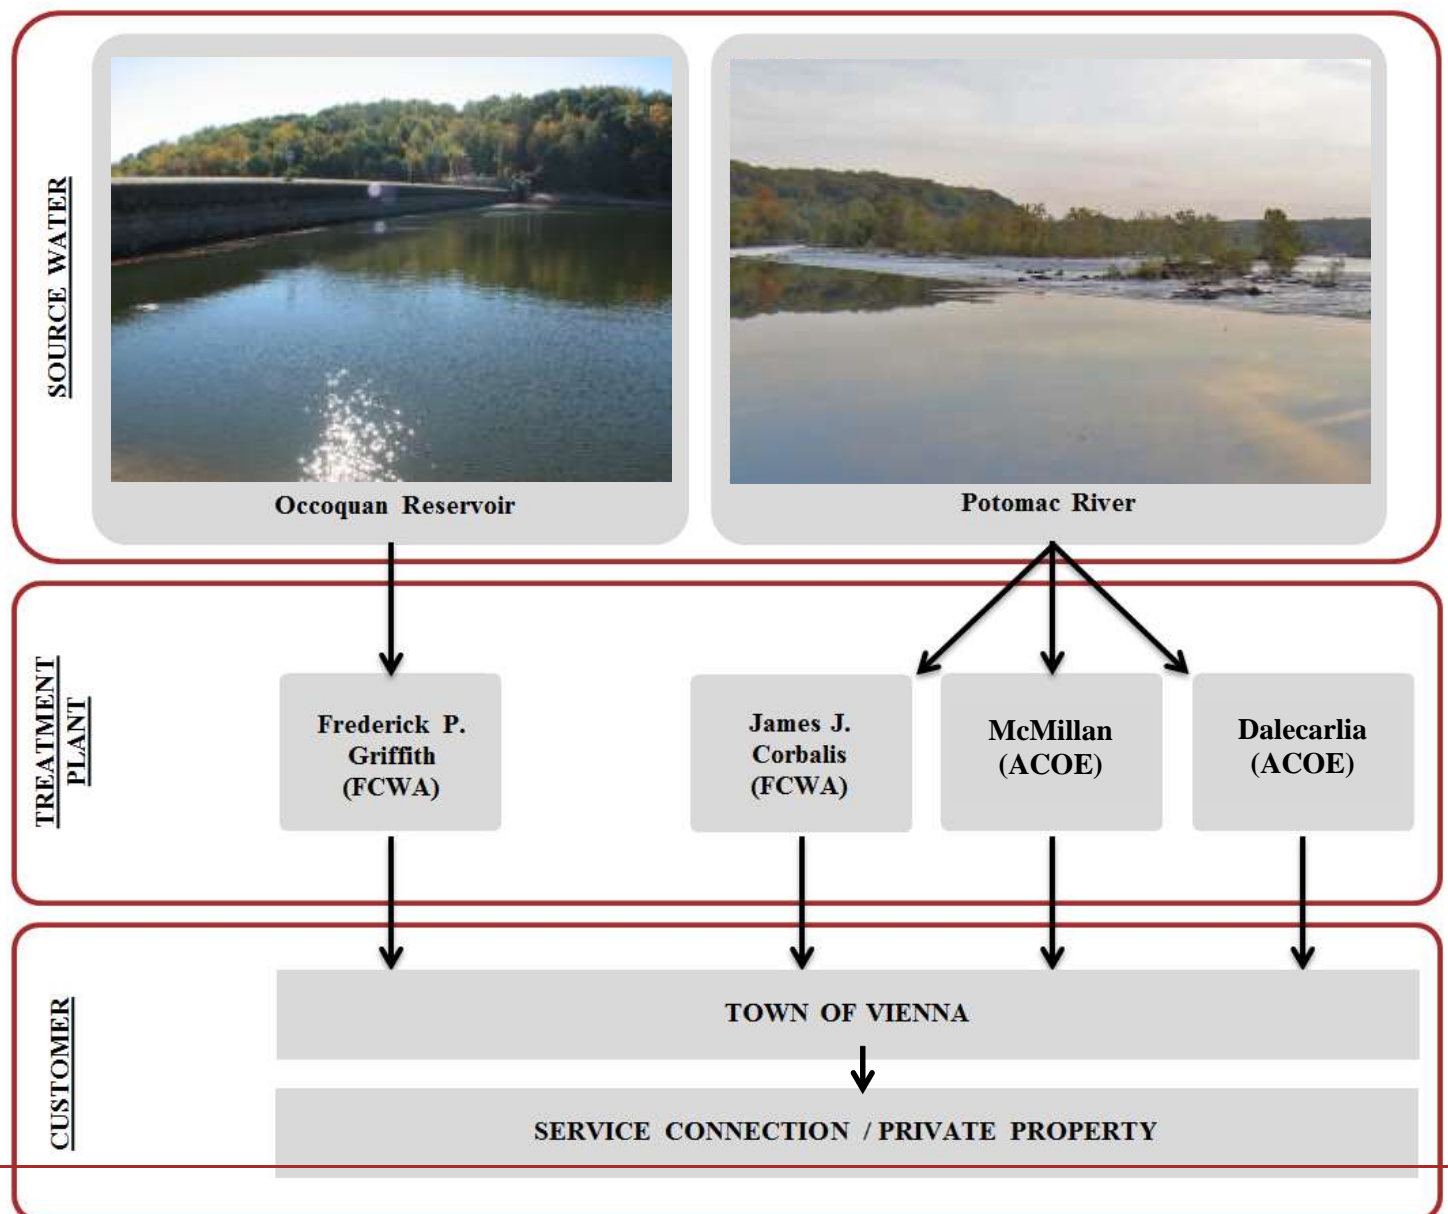 SOURCE WATER
Occoquan Reservoir
Potomac River
TREATMENT
PLANT
Frederick P.
Griffith
(FCWA)
James J.
Corbalis
(FCWA)
McMillan
(ACOE)
Dalecarlia
(ACOE)
CUSTOMER
TOWN OF VIENNA
SERVICE CONNECTION / PRIVATE PROPERTY